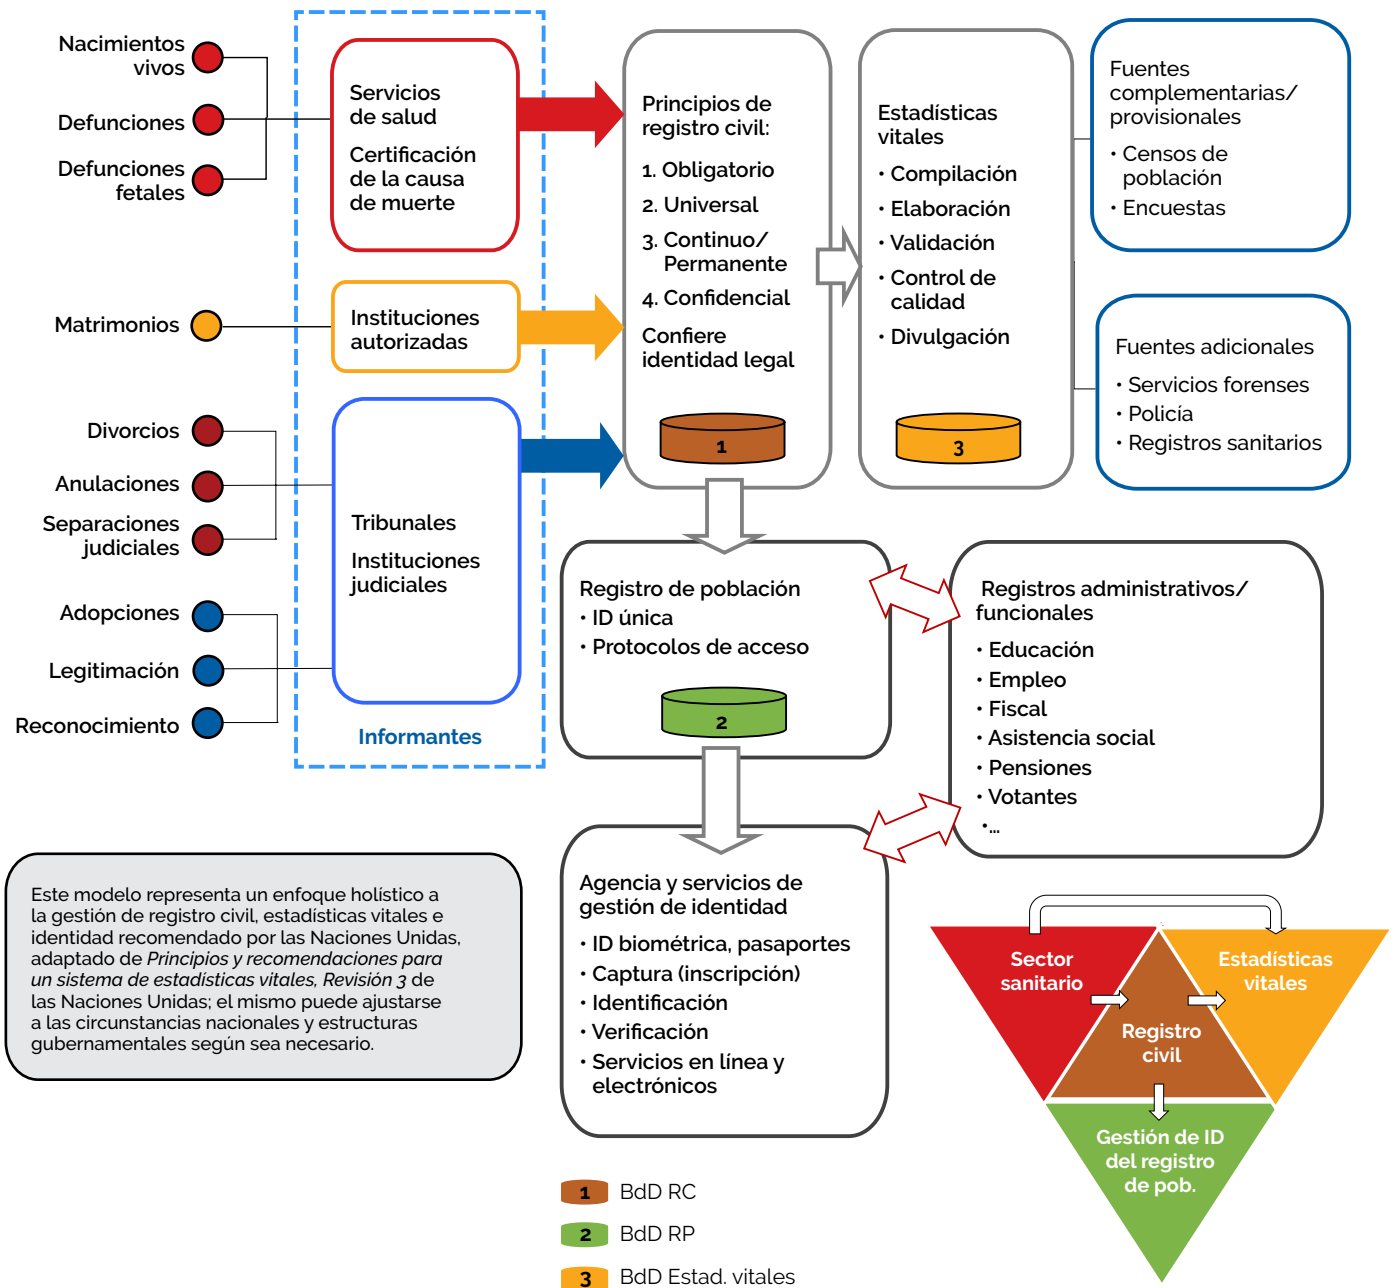 Nacimientos
vivos
Defunciones
Defunciones
fetales
Matrimonios
Divorcios
Anulaciones
Separaciones
judiciales
Adopciones
Legitimación
Reconocimiento
Servicios
de salud
Certificación
de la causa
de muerte
Instituciones
autorizadas
Tribunales
Instituciones
judiciales
Informantes
Principios de
registro civil:
1. Obligatorio
2. Universal
3. Continuo/
Permanente
4. Confidencial
Confiere
identidad legal
1
Estadísticas
vitales
• Compilación
• Elaboración
• Validación
• Control de
calidad
• Divulgación
3
Fuentes
complementarias/
provisionales
• Censos de
población
• Encuestas
Fuentes adicionales
• Servicios forenses
• Policía
• Registros sanitarios
Registro de población
• ID única
• Protocolos de acceso
2
Registros administrativos/
funcionales
• Educación
• Empleo
• Fiscal
• Asistencia social
• Pensiones
• Votantes
•...
Agencia y servicios de
gestión de identidad
• ID biométrica, pasaportes
• Captura (inscripción)
• Identificación
• Verificación
• Servicios en línea y
electrónicos
Este modelo representa un enfoque holístico a
la gestión de registro civil, estadísticas vitales e
identidad recomendado por las Naciones Unidas,
adaptado de Principios y recomendaciones para
un sistema de estadísticas vitales, Revisión 3 de
las Naciones Unidas; el mismo puede ajustarse
a las circunstancias nacionales y estructuras
gubernamentales según sea necesario.
Sector
sanitario
Estadísticas
vitales
Registro
civil
Gestión de ID
del registro
de pob.
1 BdD RC
2 BdD RP
3 BdD Estad. vitales